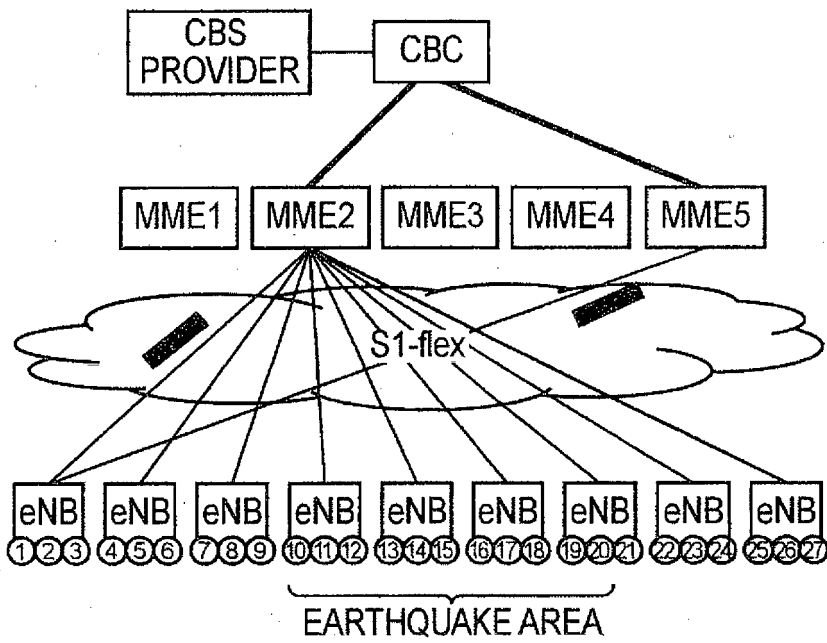 CBS PROVIDER
CBC
MME1 MME2 MME3 MME4 MME5
S1-flex
eNB eNB eNB eNB eNB eNB eNB eNB eNB
1 2 3 4 5 6 7 8 9 10 11 12 13 14 15 16 17 18 19 20 21 22 23 24 25 26 27
EARTHQUAKE AREA